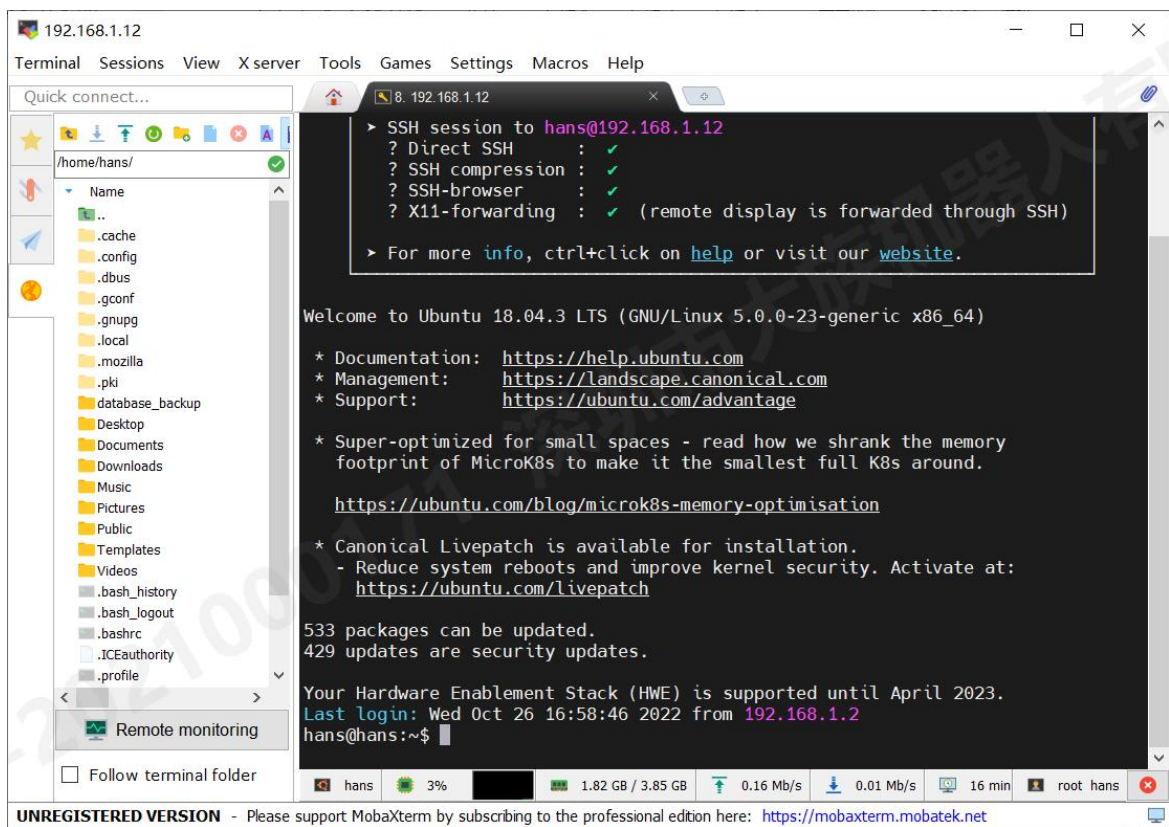 192.168.1.12
Terminal Sessions View X server Tools Games Settings Macros Help
Quick connect...
8. 192.168.1.12
/home/hans/
Name
..
.cache
.config
.dbus
.gconf
.gnupg
.local
.mozilla
.pki
database_backup
Desktop
Documents
Downloads
Music
Pictures
Public
Templates
Videos
.bash_history
.bash_logout
.bashrc
.ICEauthority
.profile
Remote monitoring
Follow terminal folder
➤ SSH session to hans@192.168.1.12
? Direct SSH : ✔
? SSH compression : ✔
? SSH-browser : ✔
? X11-forwarding : ✔ (remote display is forwarded through SSH)
➤ For more info, ctrl+click on help or visit our website.
Welcome to Ubuntu 18.04.3 LTS (GNU/Linux 5.0.0-23-generic x86_64)
* Documentation: https://help.ubuntu.com
* Management: https://landscape.canonical.com
* Support: https://ubuntu.com/advantage
* Super-optimized for small spaces - read how we shrank the memory
footprint of MicroK8s to make it the smallest full K8s around.
https://ubuntu.com/blog/microk8s-memory-optimisation
* Canonical Livepatch is available for installation.
- Reduce system reboots and improve kernel security. Activate at:
https://ubuntu.com/livepatch
533 packages can be updated.
429 updates are security updates.
Your Hardware Enablement Stack (HWE) is supported until April 2023.
Last login: Wed Oct 26 16:58:46 2022 from 192.168.1.2
hans@hans:~$
hans 3% 1.82 GB / 3.85 GB 0.16 Mb/s 0.01 Mb/s 16 min root hans
UNREGISTERED VERSION - Please support MobaXterm by subscribing to the professional edition here: https://mobaxterm.mobatek.net